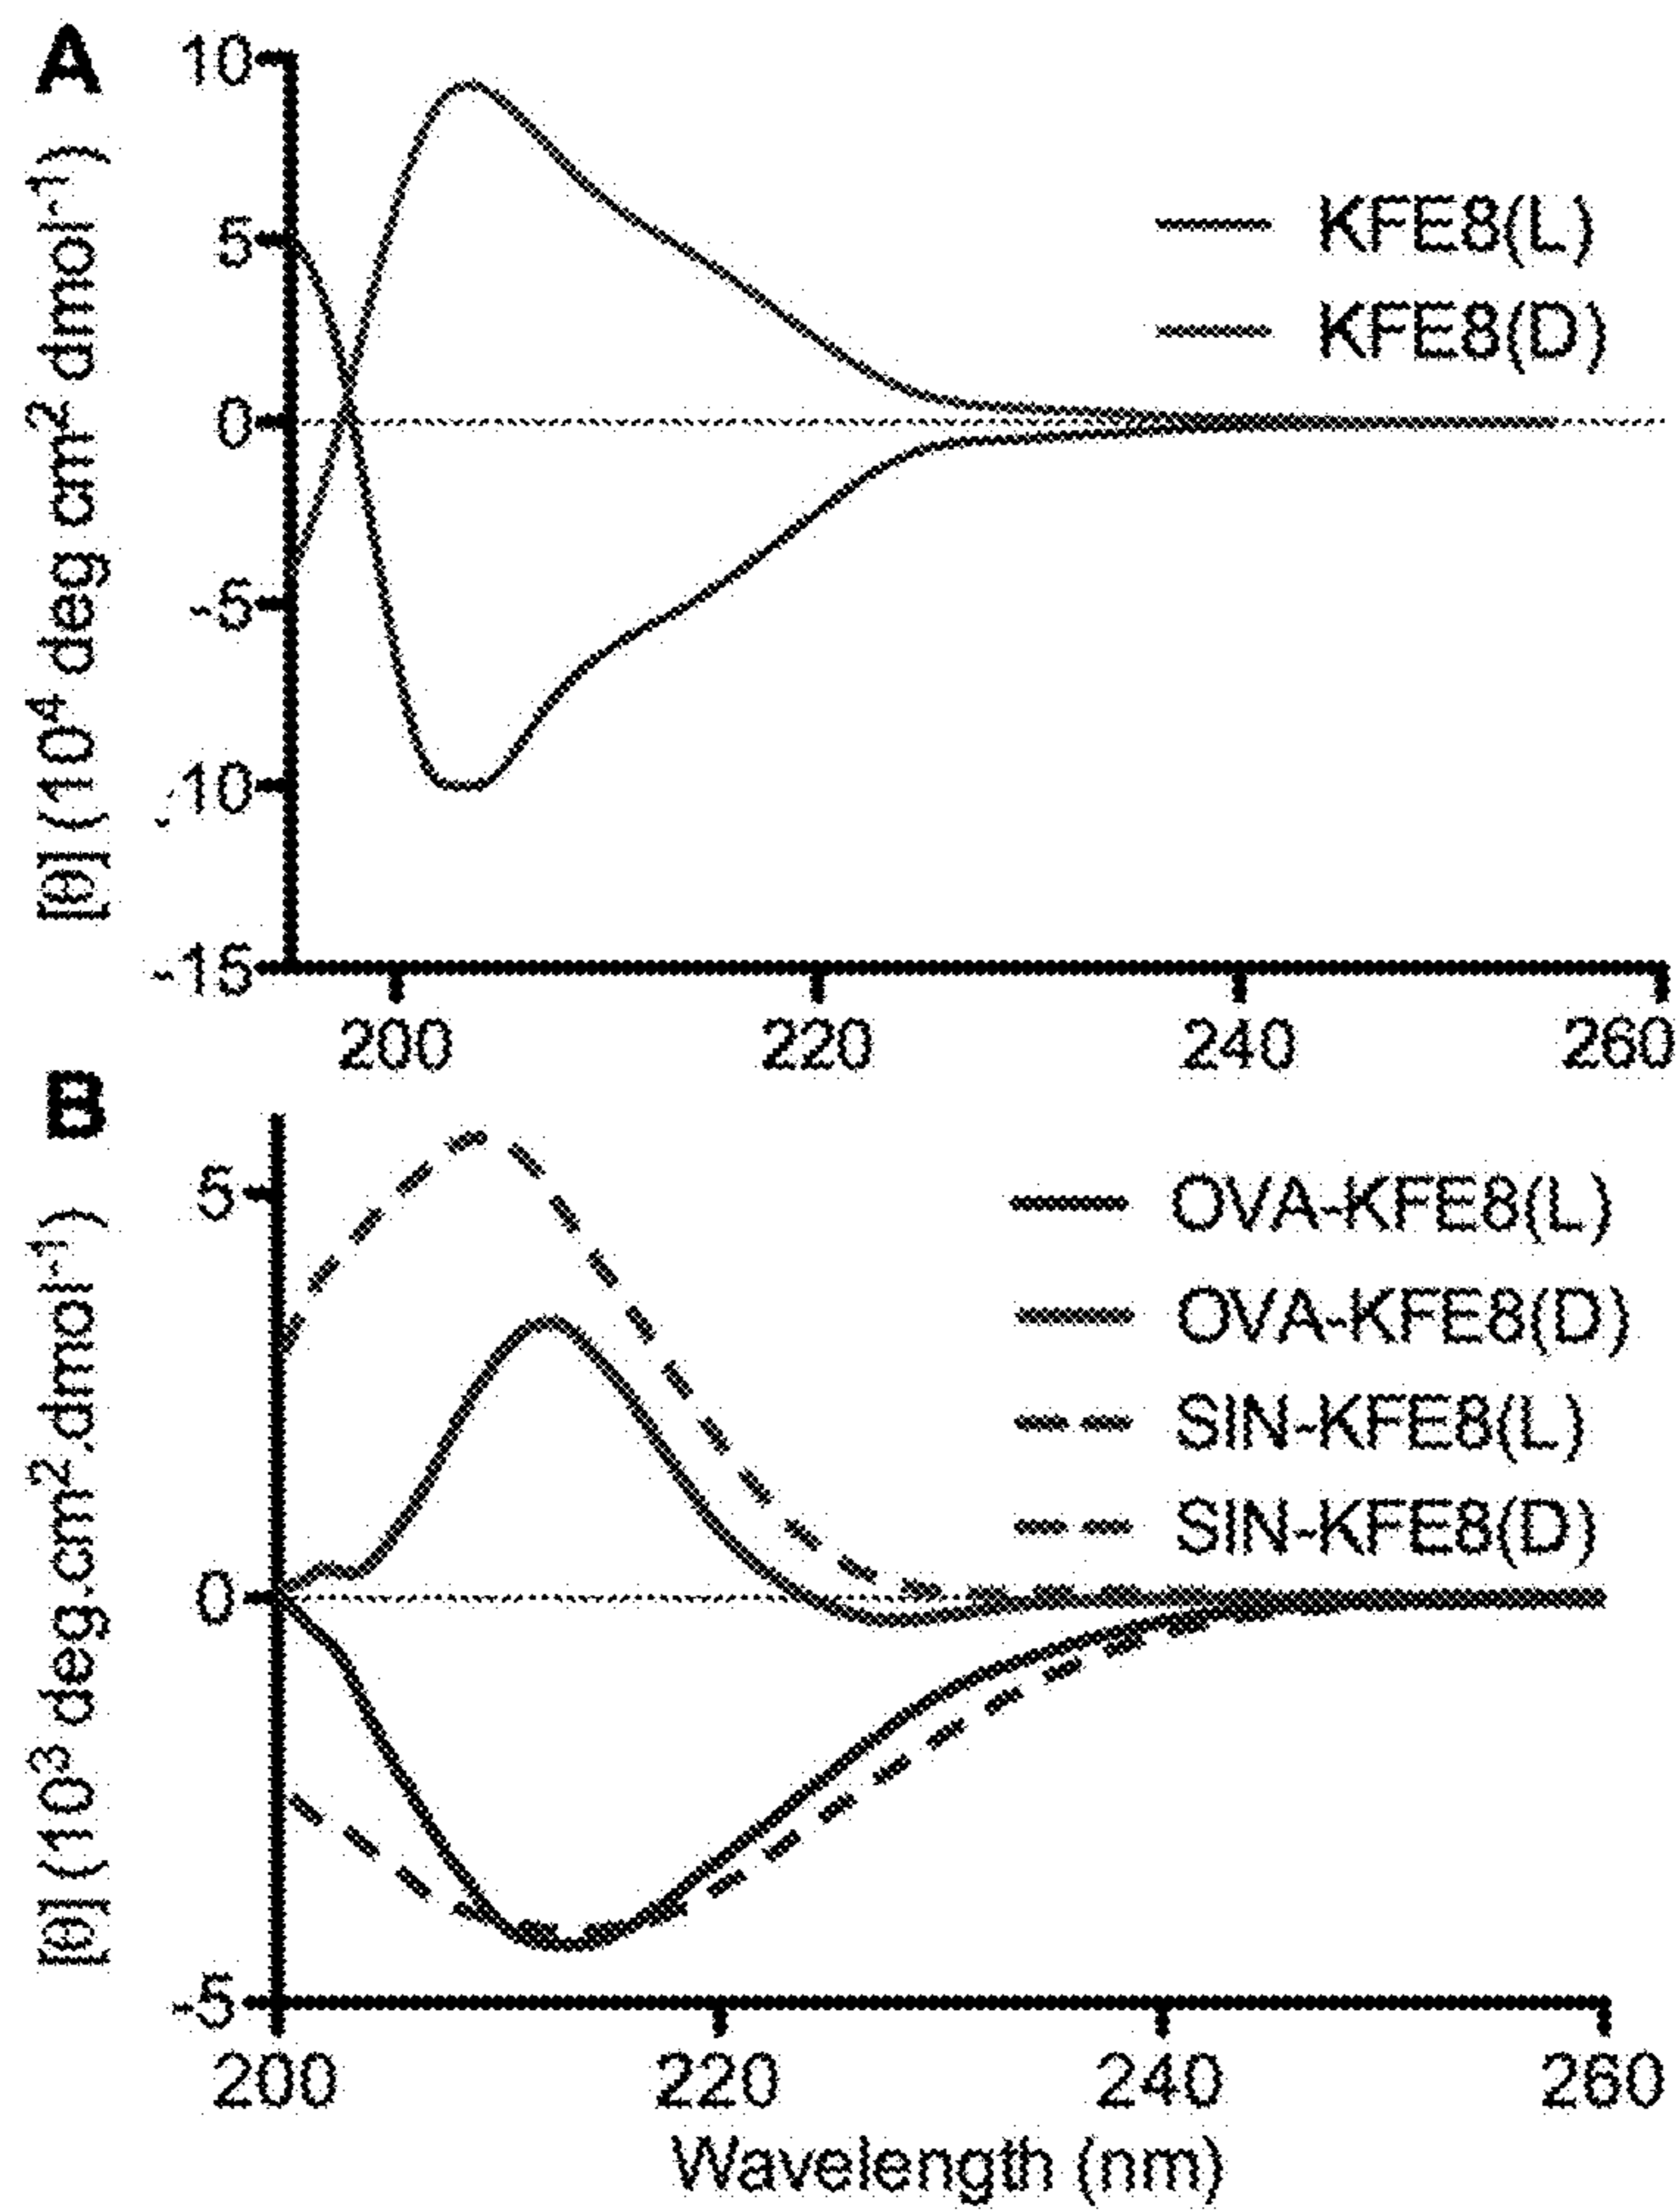 A
10
5
0
-5
-10
-15
[θ] (10⁴ deg cm² dmol⁻¹)
KFE8(L)
KFE8(D)
200 220 240 260
B
5
0
-5
[θ] (10³ deg.cm².dmol⁻¹)
OVA-KFE8(L)
OVA-KFE8(D)
SIN-KFE8(L)
SIN-KFE8(D)
200 220 240 260
Wavelength (nm)